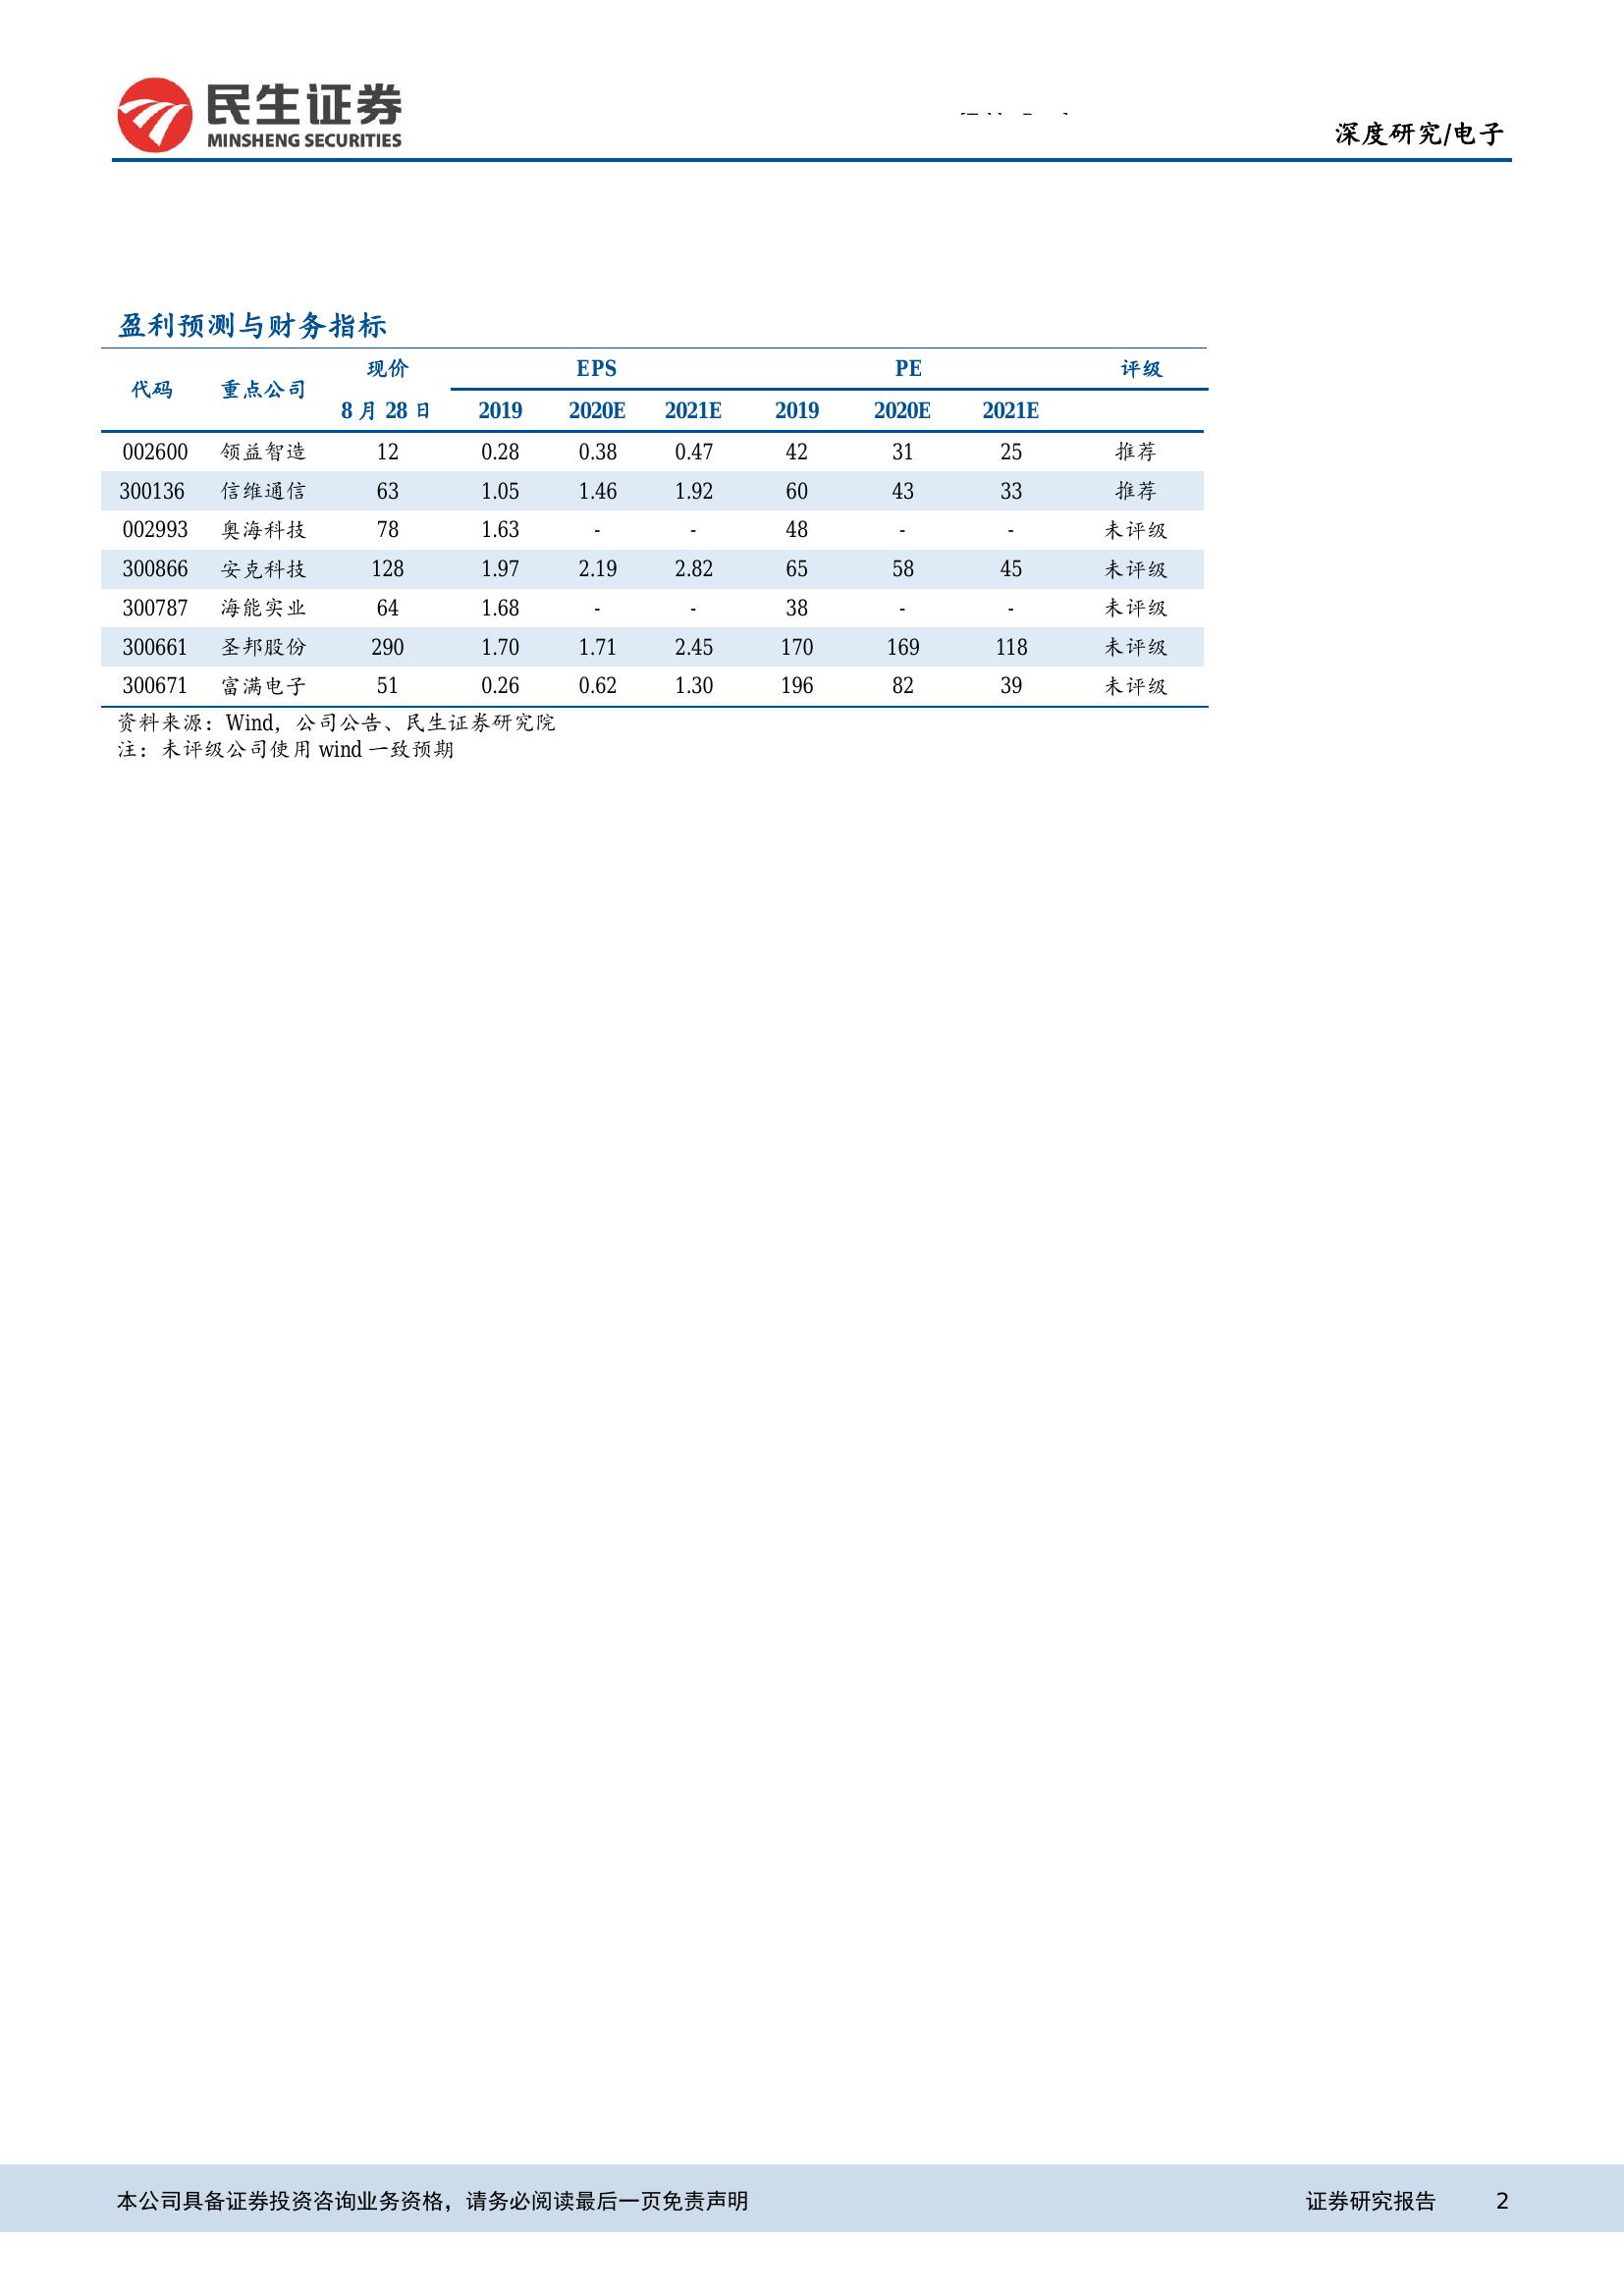 民生证券
MINSHENG SECURITIES
深度研究/电子
盈利预测与财务指标
代码 重点公司 现价 EPS PE 评级
8 月 28 日 2019 2020E 2021E 2019 2020E 2021E
002600 领益智造 12 0.28 0.38 0.47 42 31 25 推荐
300136 信维通信 63 1.05 1.46 1.92 60 43 33 推荐
002993 奥海科技 78 1.63 - - 48 - - 未评级
300866 安克科技 128 1.97 2.19 2.82 65 58 45 未评级
300787 海能实业 64 1.68 - - 38 - - 未评级
300661 圣邦股份 290 1.70 1.71 2.45 170 169 118 未评级
300671 富满电子 51 0.26 0.62 1.30 196 82 39 未评级
资料来源：Wind，公司公告、民生证券研究院
注：未评级公司使用 wind 一致预期
本公司具备证券投资咨询业务资格，请务必阅读最后一页免责声明 证券研究报告 2